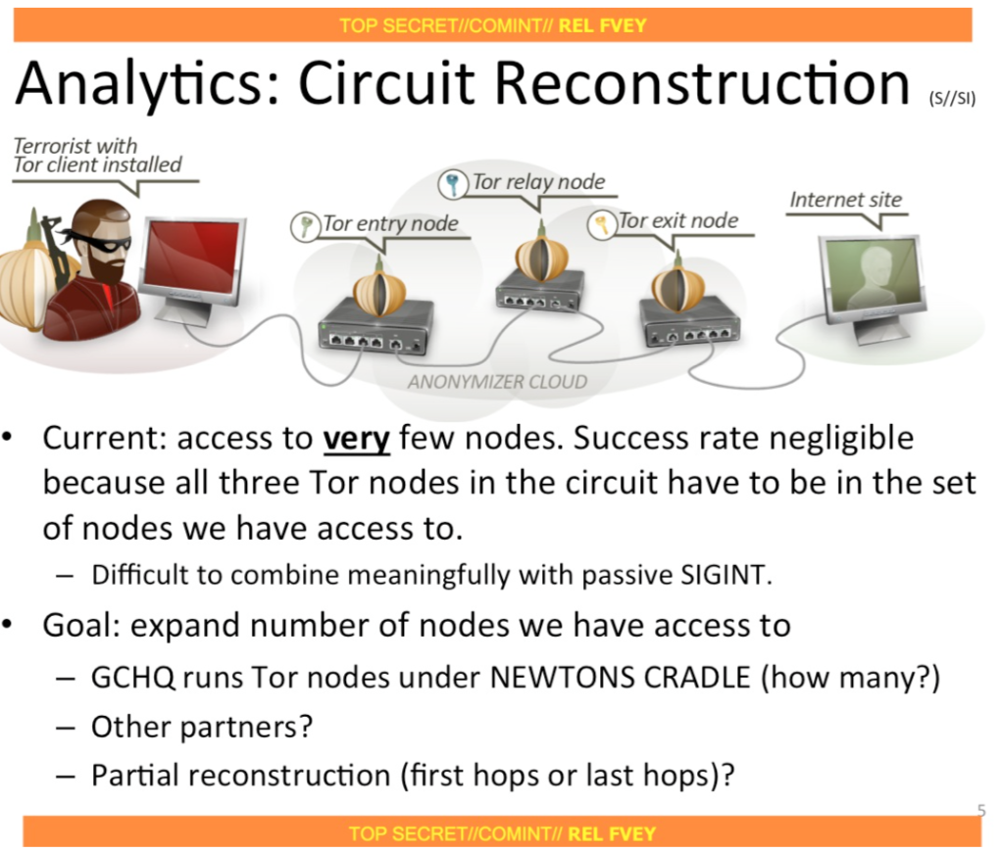 TOP SECRET//COMINT// REL FVEY
Analytics: Circuit Reconstruction (S//SI)
Terrorist with
Tor client installed
Tor relay node
Tor entry node
Tor exit node
Internet site
ANONYMIZER CLOUD
• Current: access to very few nodes. Success rate negligible
because all three Tor nodes in the circuit have to be in the set
of nodes we have access to.
– Difficult to combine meaningfully with passive SIGINT.
• Goal: expand number of nodes we have access to
– GCHQ runs Tor nodes under NEWTONS CRADLE (how many?)
– Other partners?
– Partial reconstruction (first hops or last hops)?
5
TOP SECRET//COMINT// REL FVEY